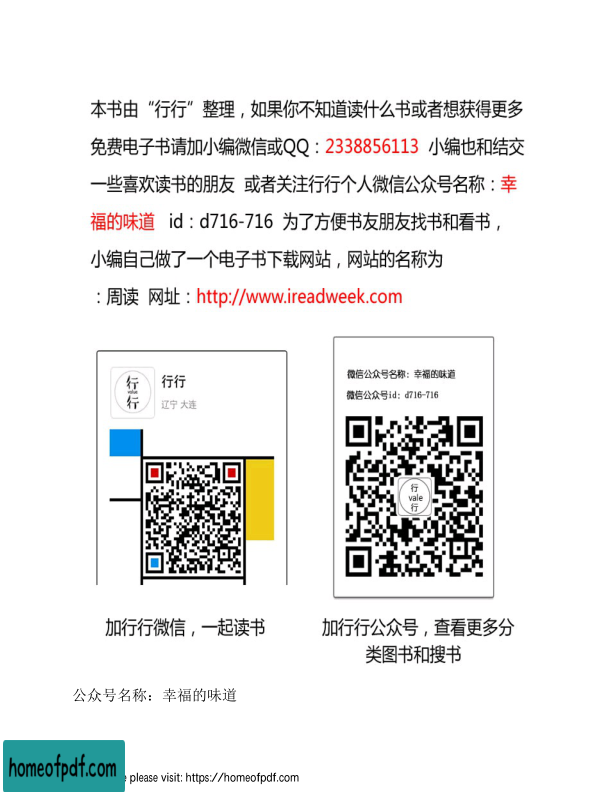 本书由“行行”整理，如果你不知道读什么书或者想获得更多
免费电子书请加小编微信或QQ：2338856113 小编也和结交
一些喜欢读书的朋友 或者关注行行个人微信公众号名称：幸
福的味道 id：d716-716 为了方便书友朋友找书和看书，
小编自己做了一个电子书下载网站，网站的名称为
：周读 网址：http://www.ireadweek.com
行
vale
行
行行
辽宁 大连
微信公众号名称：幸福的味道
微信公众号id：d716-716
行
vale
行
加行行微信，一起读书
加行行公众号，查看更多分
类图书和搜书
公众号名称：幸福的味道
homeofpdf.com
e please visit: https://homeofpdf.com